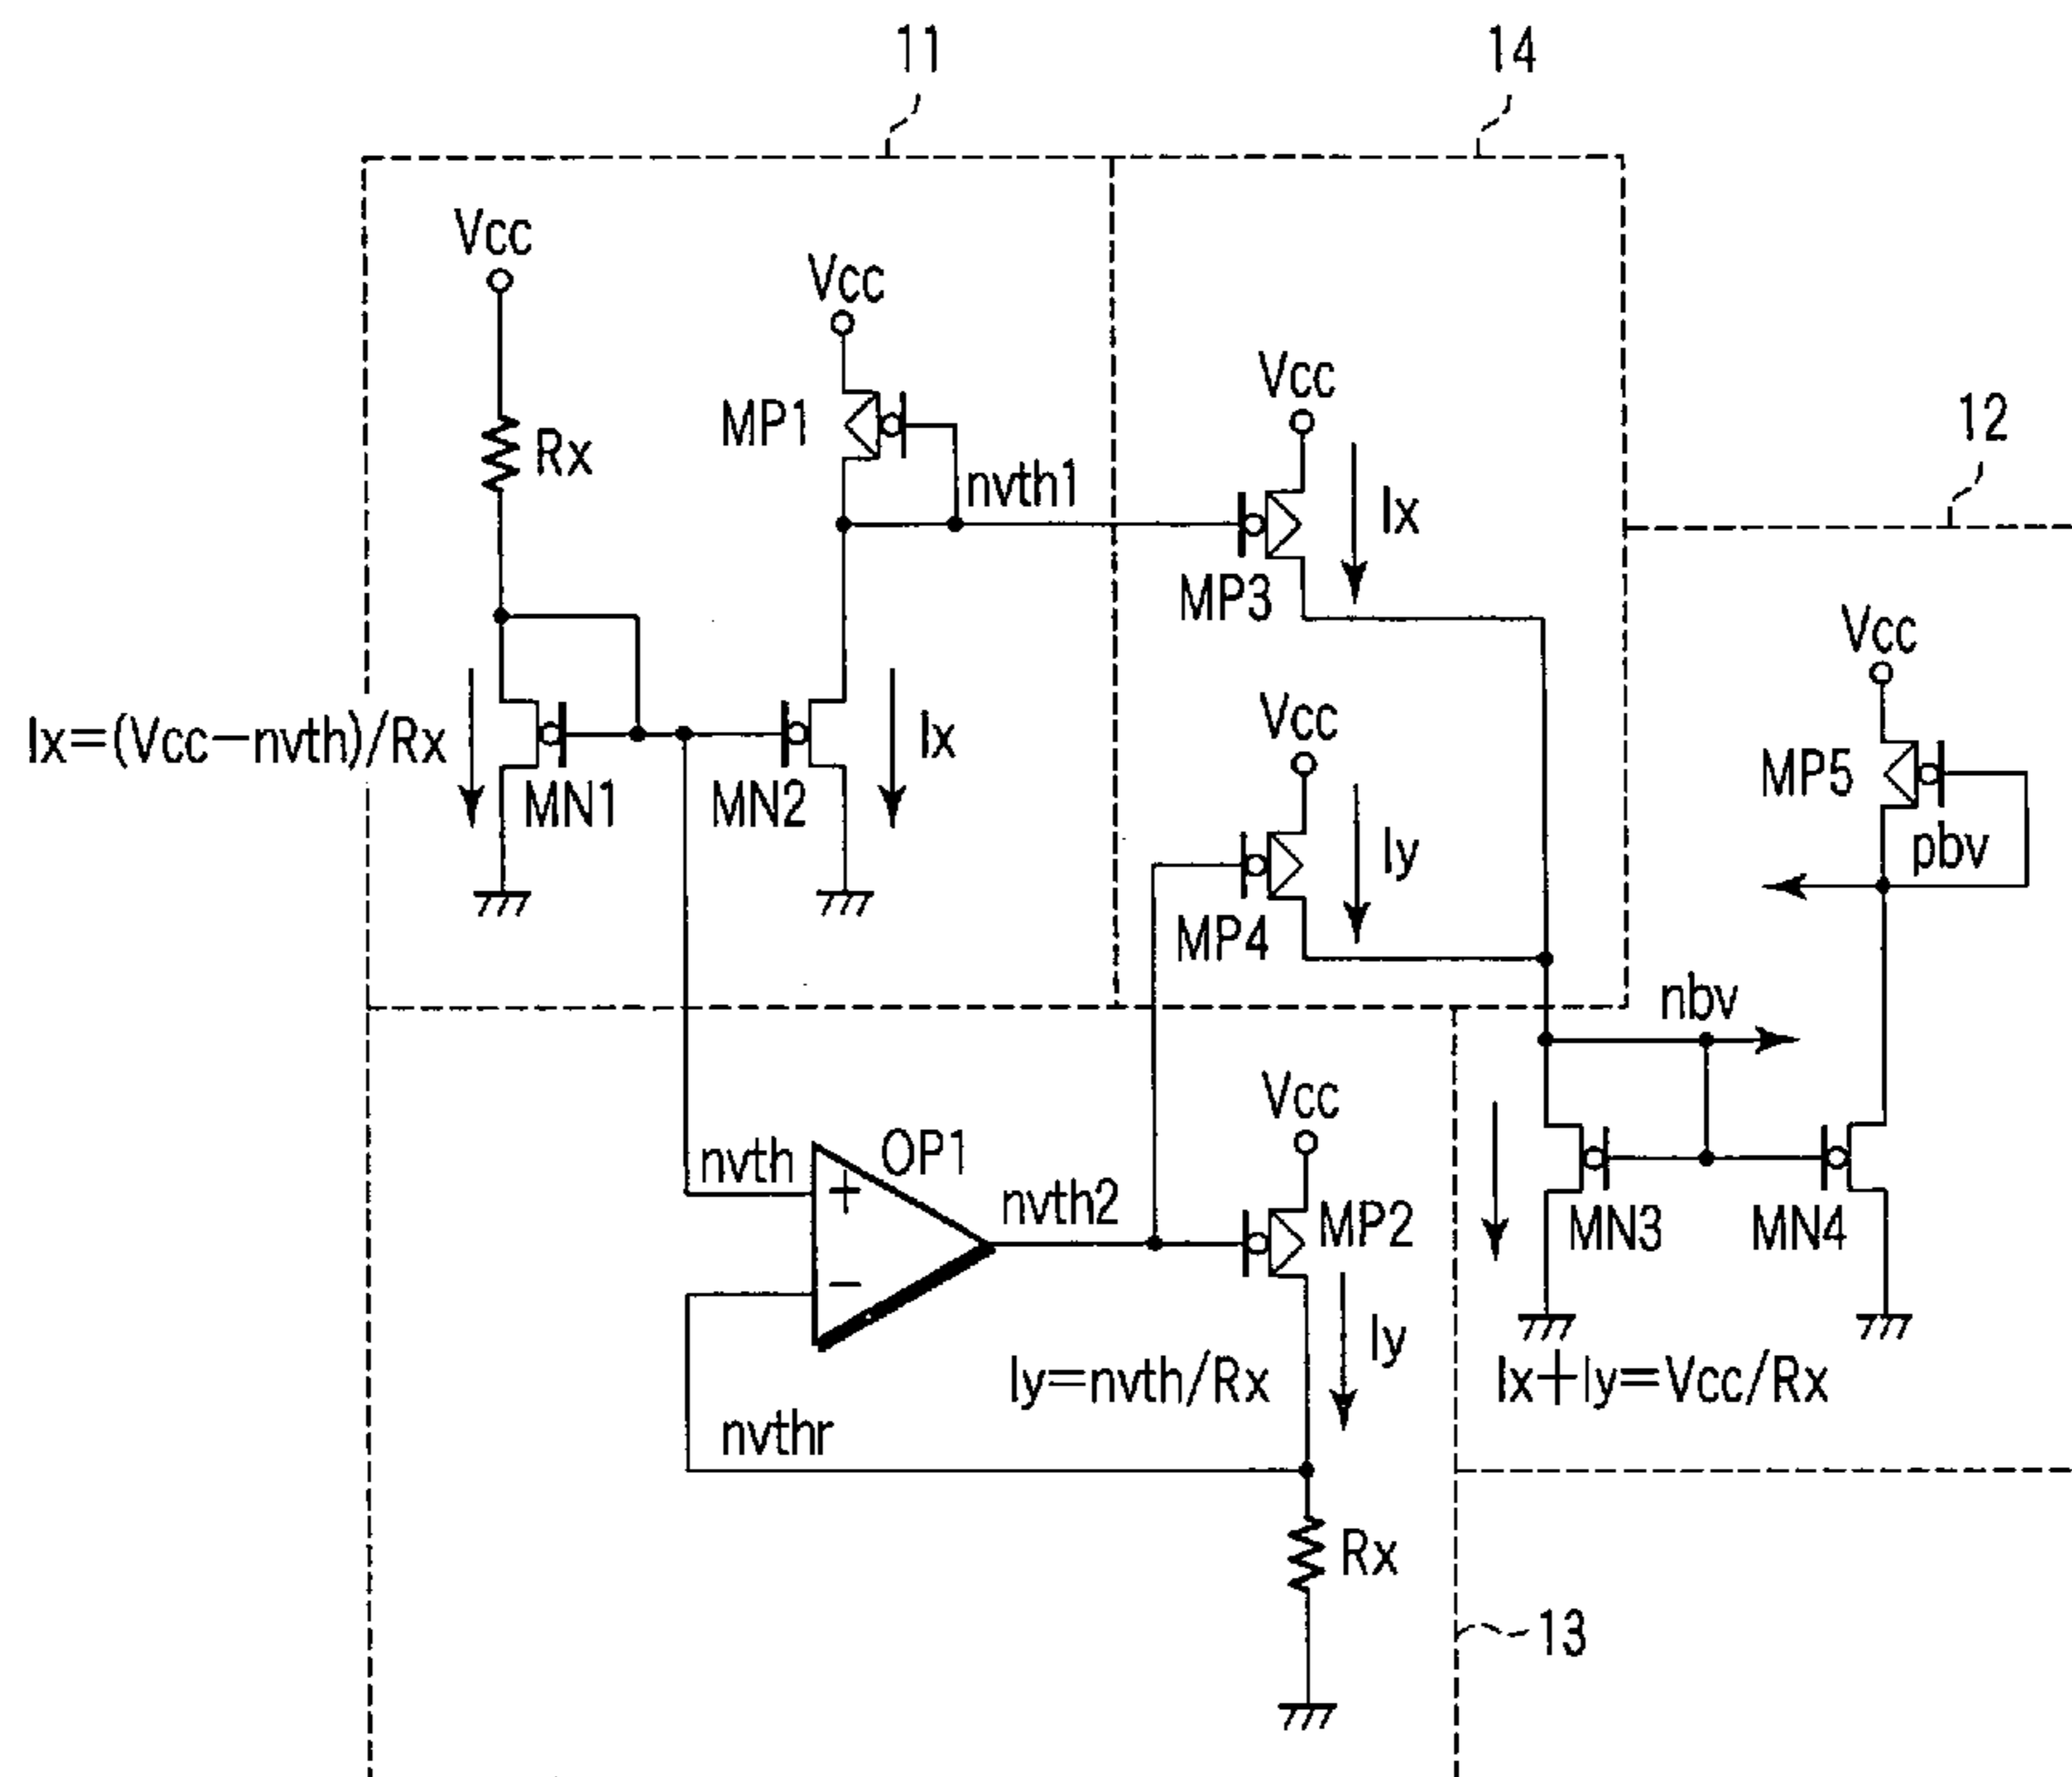 11
14
Vcc
Vcc
Vcc
12
MP1
Rx
nvth1
Ix
MP3
Vcc
Vcc
Ix=(Vcc−nvth)/Rx
Ix
MP5
MN1
MN2
Iy
pbv
MP4
nbv
Vcc
nvth
OP1
nvth2
MP2
MN3
MN4
+
−
Iy
Iy=nvth/Rx
Ix+Iy=Vcc/Rx
nvthr
Rx
13